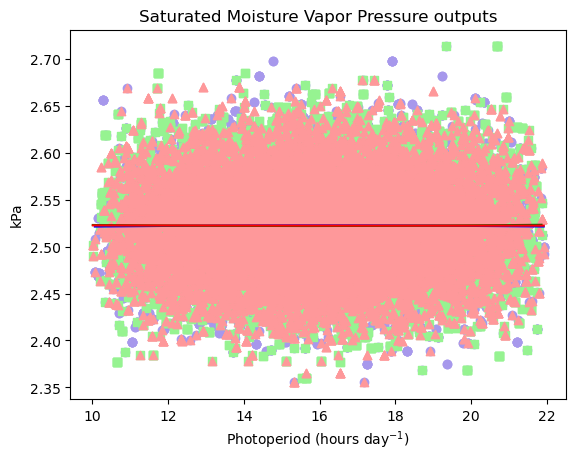 Saturated Moisture Vapor Pressure outputs
2.70
2.65
2.60
2.55
2.50
2.45
2.40
2.35
kPa
10 12 14 16 18 20 22
Photoperiod (hours day⁻¹)